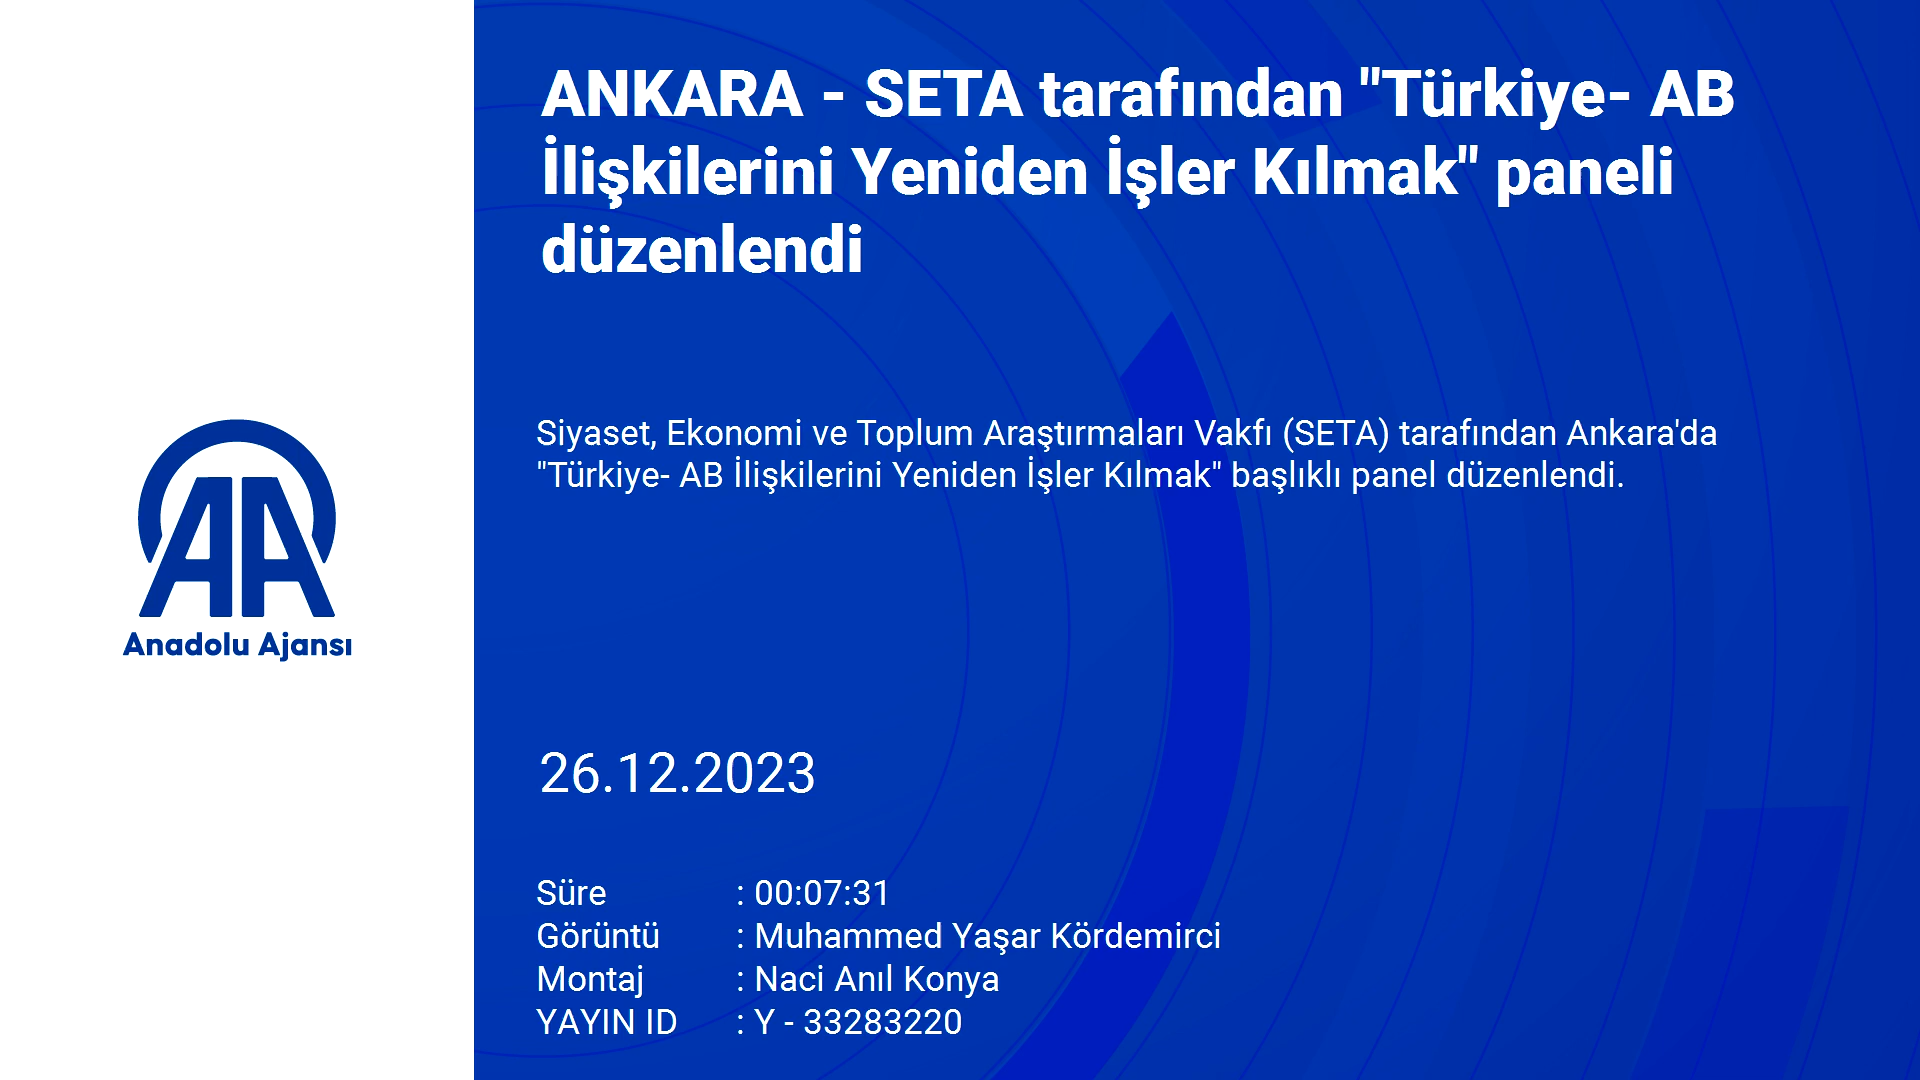 ANKARA - SETA tarafından "Türkiye- AB
İlişkilerini Yeniden İşler Kılmak" paneli
düzenlendi
Siyaset, Ekonomi ve Toplum Araştırmaları Vakfı (SETA) tarafından Ankara'da
"Türkiye- AB İlişkilerini Yeniden İşler Kılmak" başlıklı panel düzenlendi.
AA
Anadolu Ajansı
26.12.2023
Süre : 00:07:31
Görüntü : Muhammed Yaşar Kördemirci
Montaj : Naci Anıl Konya
YAYIN ID : Y - 33283220